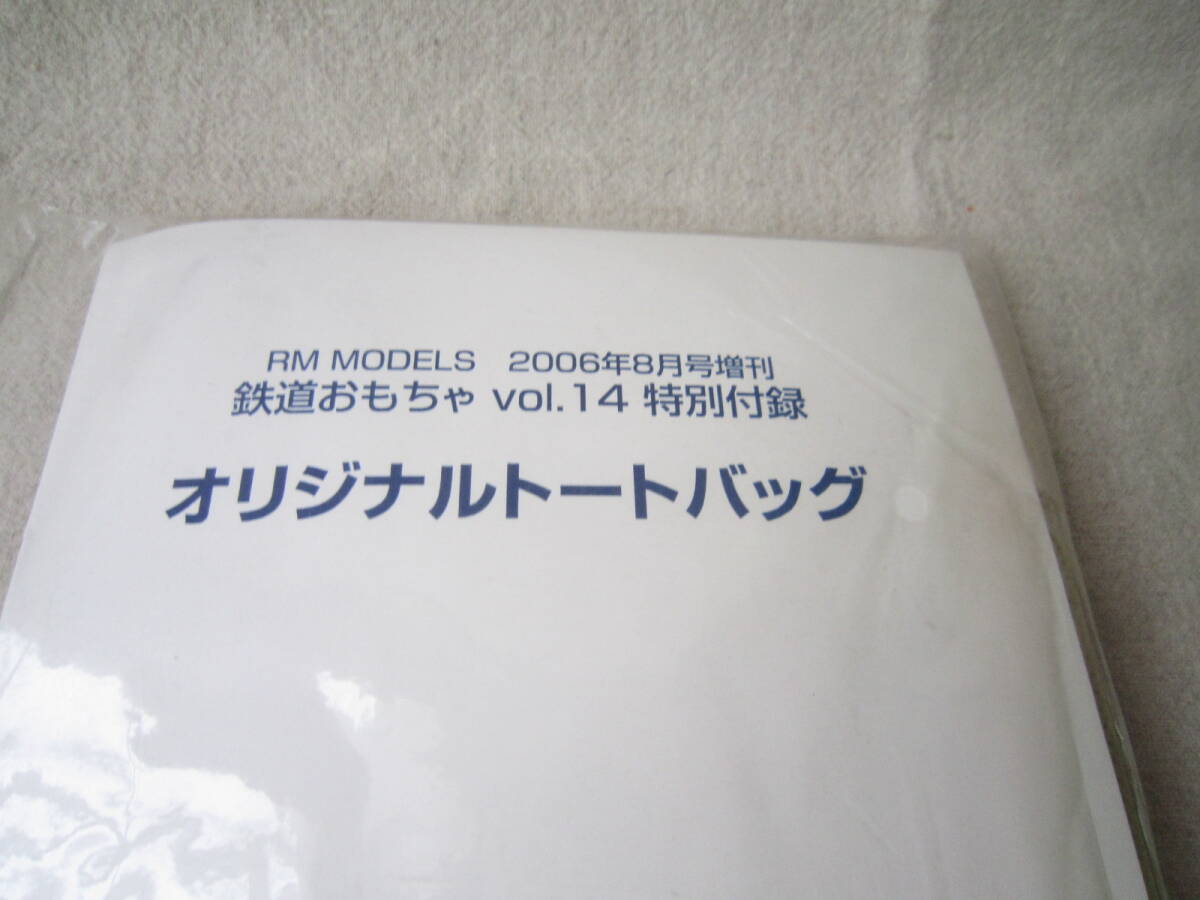 RM MODELS 2006年8月号増刊
鉄道おもちゃ vol.14 特別付録
オリジナルトートバッグ